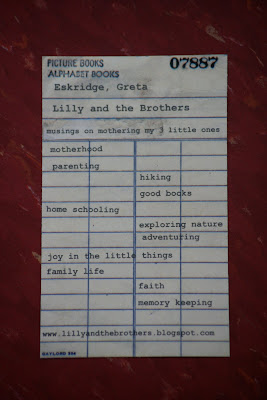 PICTURE BOOKS
ALPHABET BOOKS
07887
Eskridge, Greta
Lilly and the Brothers
musings on mothering my 3 little ones
motherhood
parenting
hiking
good books
home schooling
exploring nature
adventuring
joy in the little things
family life
faith
memory keeping
www.lillyandthebrothers.blogspot.com
GAYLORD